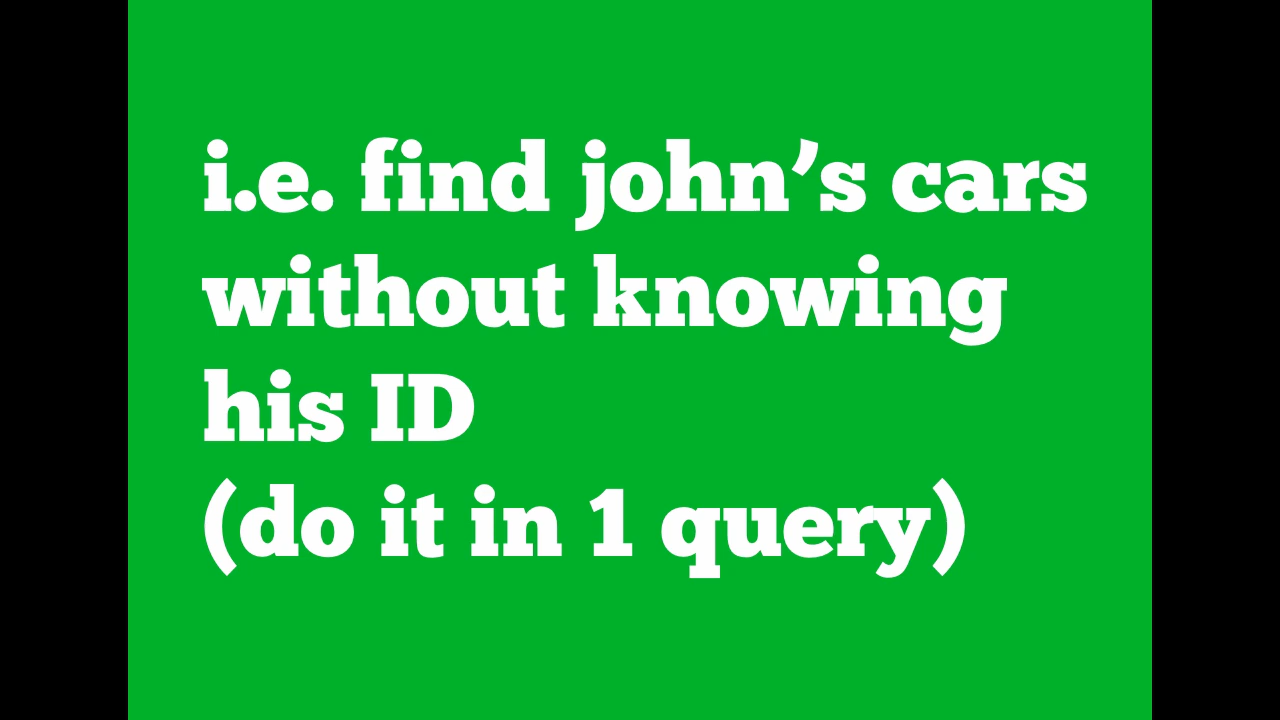 i.e. find john’s cars
without knowing
his ID
(do it in 1 query)